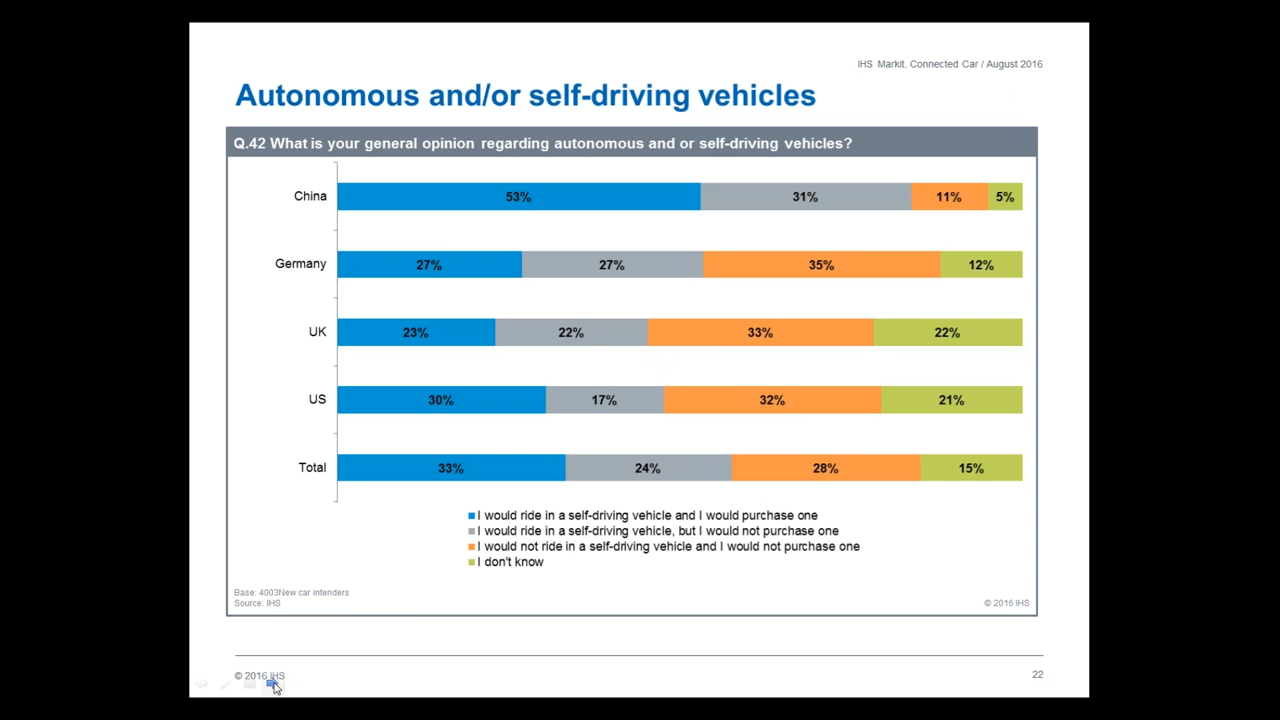 IHS Markit, Connected Car / August 2016
Autonomous and/or self-driving vehicles
Q.42 What is your general opinion regarding autonomous and or self-driving vehicles?
China 53% 31% 11% 5%
Germany 27% 27% 35% 12%
UK 23% 22% 33% 22%
US 30% 17% 32% 21%
Total 33% 24% 28% 15%
I would ride in a self-driving vehicle and I would purchase one
I would ride in a self-driving vehicle, but I would not purchase one
I would not ride in a self-driving vehicle and I would not purchase one
I don't know
Base: 4003New car intenders
Source: IHS © 2016 IHS
© 2016 IHS 22